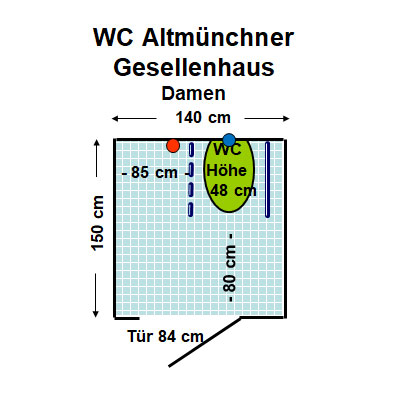 WC Altmünchner
Gesellenhaus
Damen
140 cm
WC
- 85 cm -
Höhe
48 cm
150 cm
- 80 cm -
Tür 84 cm